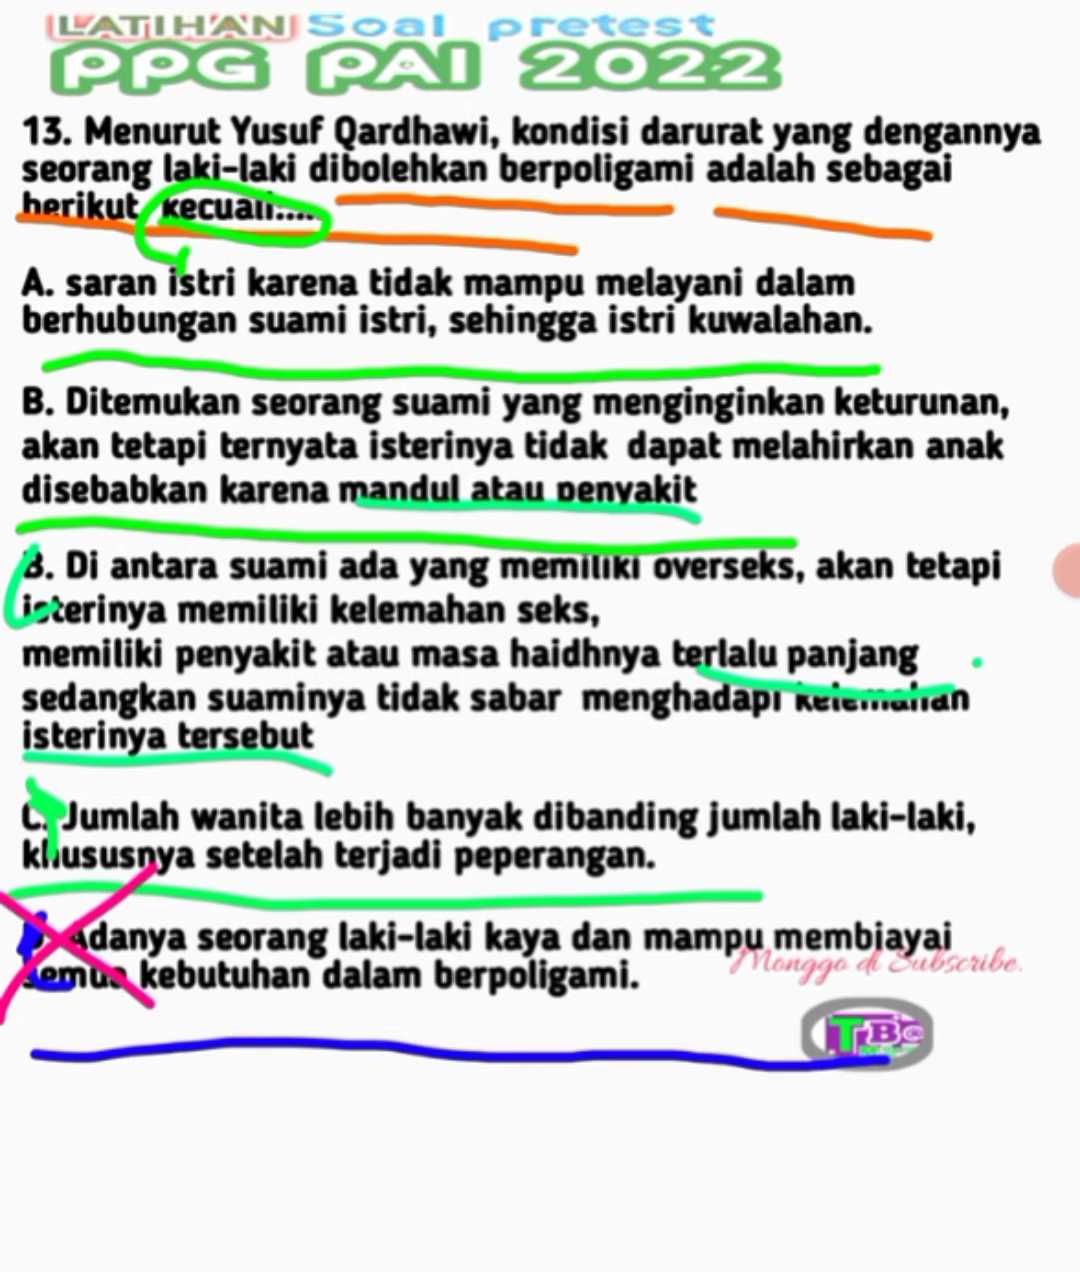 LATIHAN Soal pretest
PPG PAI 2022
13. Menurut Yusuf Qardhawi, kondisi darurat yang dengannya
seorang laki-laki dibolehkan berpoligami adalah sebagai
berikut kecuali....
A. saran istri karena tidak mampu melayani dalam
berhubungan suami istri, sehingga istri kuwalahan.
B. Ditemukan seorang suami yang menginginkan keturunan,
akan tetapi ternyata isterinya tidak dapat melahirkan anak
disebabkan karena mandul atau penyakit
B. Di antara suami ada yang memiliki overseks, akan tetapi
isterinya memiliki kelemahan seks,
memiliki penyakit atau masa haidhnya terlalu panjang
sedangkan suaminya tidak sabar menghadapi kelemahan
isterinya tersebut
C. Jumlah wanita lebih banyak dibanding jumlah laki-laki,
khususnya setelah terjadi peperangan.
Adanya seorang laki-laki kaya dan mampu membiayai
semua kebutuhan dalam berpoligami.
Monggo di Subscribe.
TB@